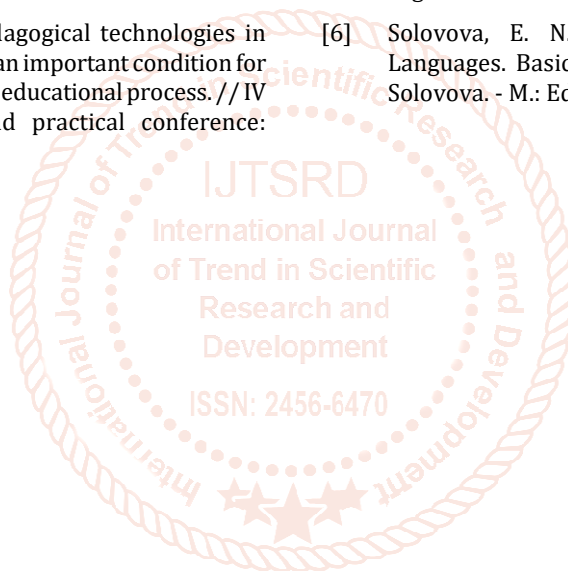 lagogical technologies in
an important condition for
educational process. // IV
nd practical conference:
[6] Solovova, E. N.
Languages. Basic
Solovova. - M.: Ed
International Journal of Trend in Scientific Research and Development
IJTSRD
International Journal
of Trend in Scientific
Research and
Development
ISSN: 2456-6470